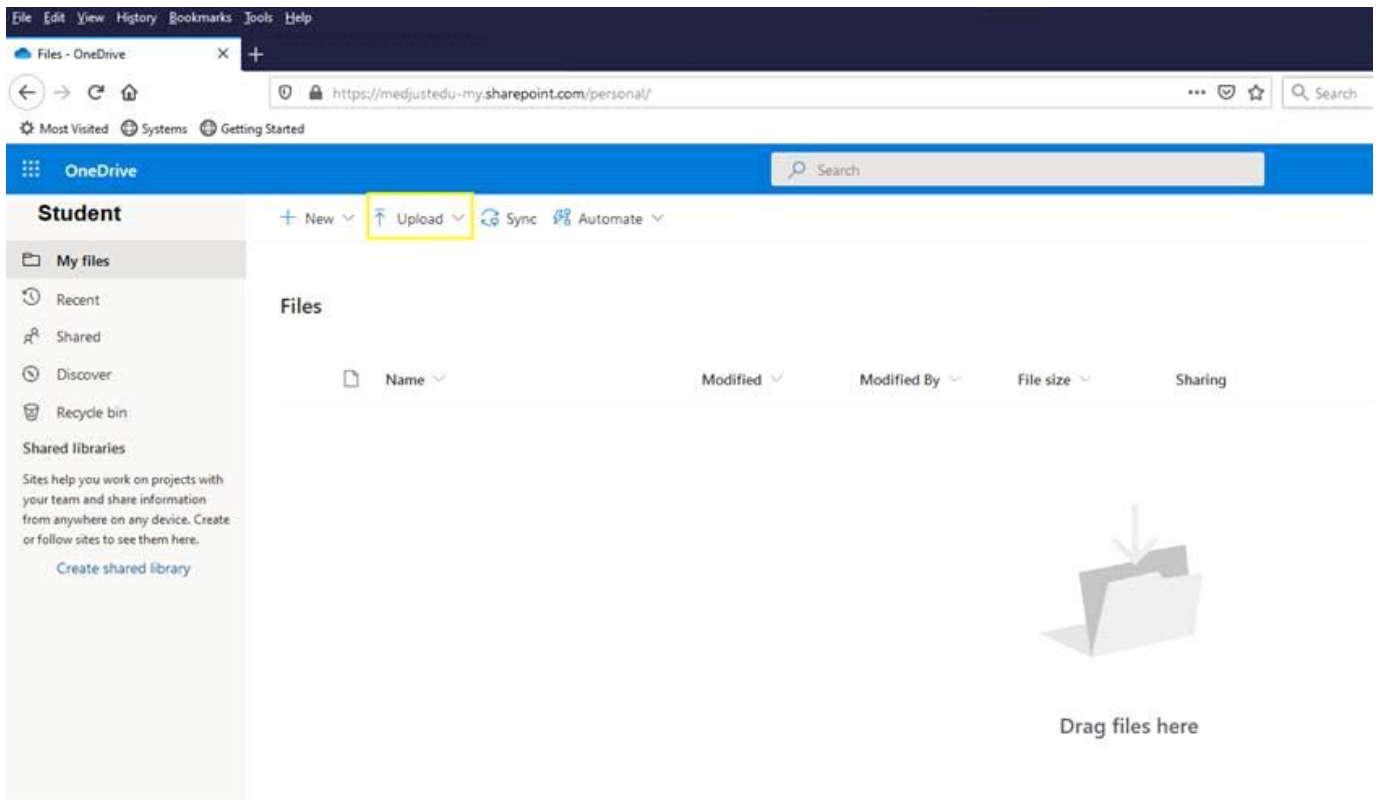 File Edit View History Bookmarks Tools Help
Files - OneDrive
https://medjustedu-my.sharepoint.com/personal/
Search
Most Visited Systems Getting Started
OneDrive
Search
Student
New Upload Sync Automate
My files
Recent
Shared
Discover
Recycle bin
Shared libraries
Sites help you work on projects with
your team and share information
from anywhere on any device. Create
or follow sites to see them here.
Create shared library
Files
Name Modified Modified By File size Sharing
Drag files here